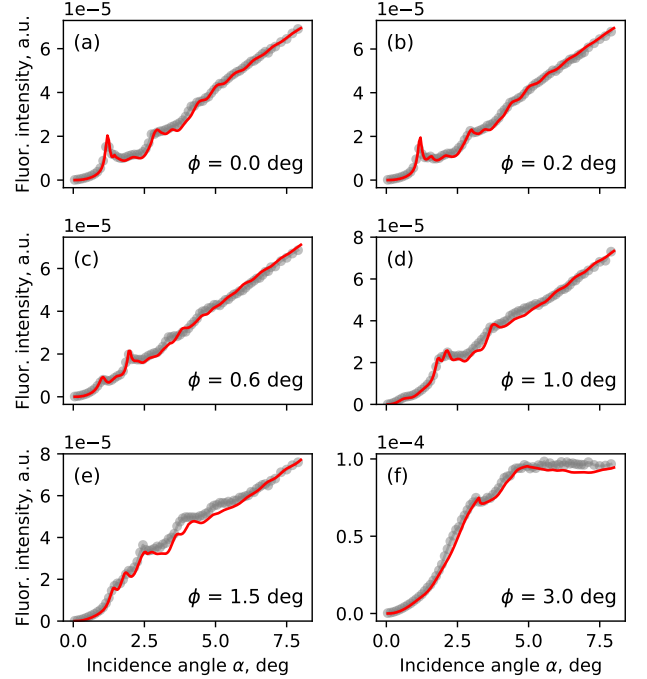 1e−5
1e−5
(a)
(b)
6
4
2
0
6
4
2
0
Fluor. intensity, a.u.
ϕ = 0.0 deg
ϕ = 0.2 deg
1e−5
1e−5
(c)
(d)
6
4
2
0
8
6
4
2
0
Fluor. intensity, a.u.
ϕ = 0.6 deg
ϕ = 1.0 deg
1e−5
1e−4
(e)
(f)
8
6
4
2
0
1.0
0.5
0.0
Fluor. intensity, a.u.
ϕ = 1.5 deg
ϕ = 3.0 deg
0.0 2.5 5.0 7.5
0.0 2.5 5.0 7.5
Incidence angle α, deg
Incidence angle α, deg